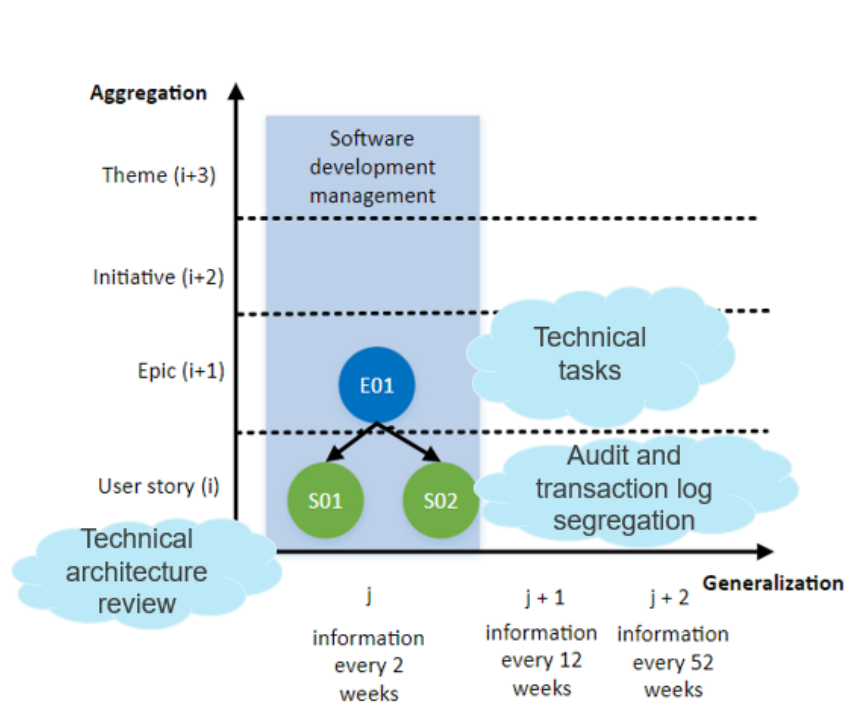 Aggregation
Software
development
management
Theme (i+3)
Initiative (i+2)
Technical
tasks
Epic (i+1)
E01
Audit and
transaction log
segregation
User story (i)
S01
S02
Technical
architecture
review
Generalization
j
information
every 2
weeks
j + 1
information
every 12
weeks
j + 2
information
every 52
weeks